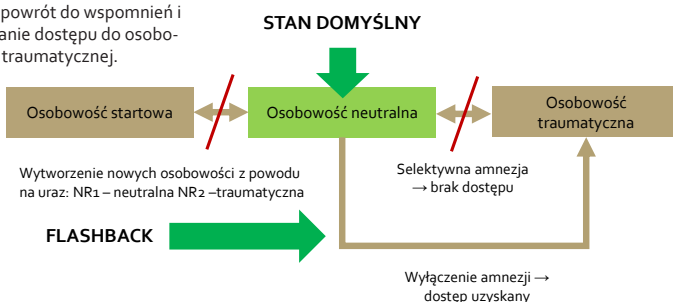 powrót do wspomnień i
anie dostępu do osobo-
traumatycznej.
STAN DOMYŚLNY
Osobowość startowa
Osobowość neutralna
Osobowość
traumatyczna
Wytworzenie nowych osobowości z powodu
na uraz: NR1 – neutralna NR2 –traumatyczna
Selektywna amnezja
→ brak dostępu
FLASHBACK
Wyłączenie amnezji →
dostęp uzyskany